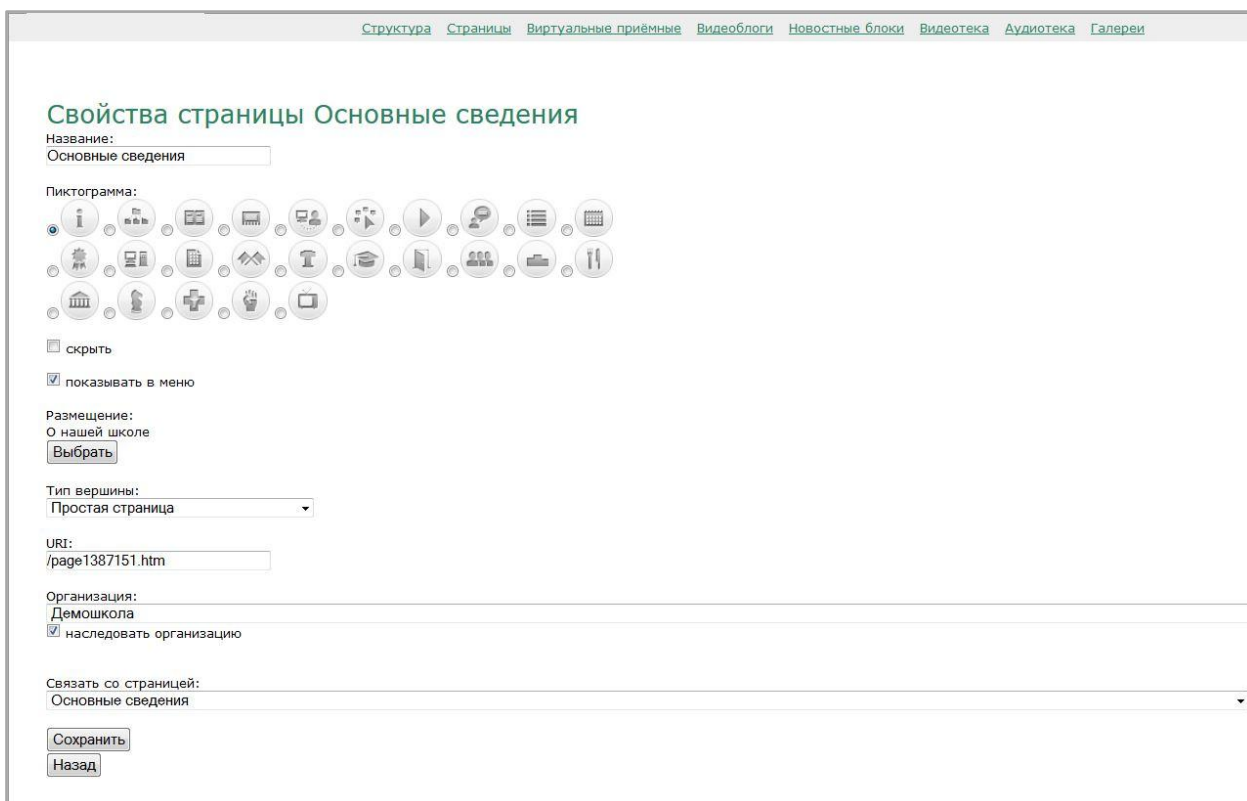 Структура Страницы Виртуальные приёмные Видеоблоги Новостные блоки Видеотека Аудиотека Галереи
Свойства страницы Основные сведения
Название:
Основные сведения
Пиктограмма:
скрыть
показывать в меню
Размещение:
О нашей школе
Выбрать
Тип вершины:
Простая страница
URI:
/page1387151.htm
Организация:
Демошкола
наследовать организацию
Связать со страницей:
Основные сведения
Сохранить
Назад